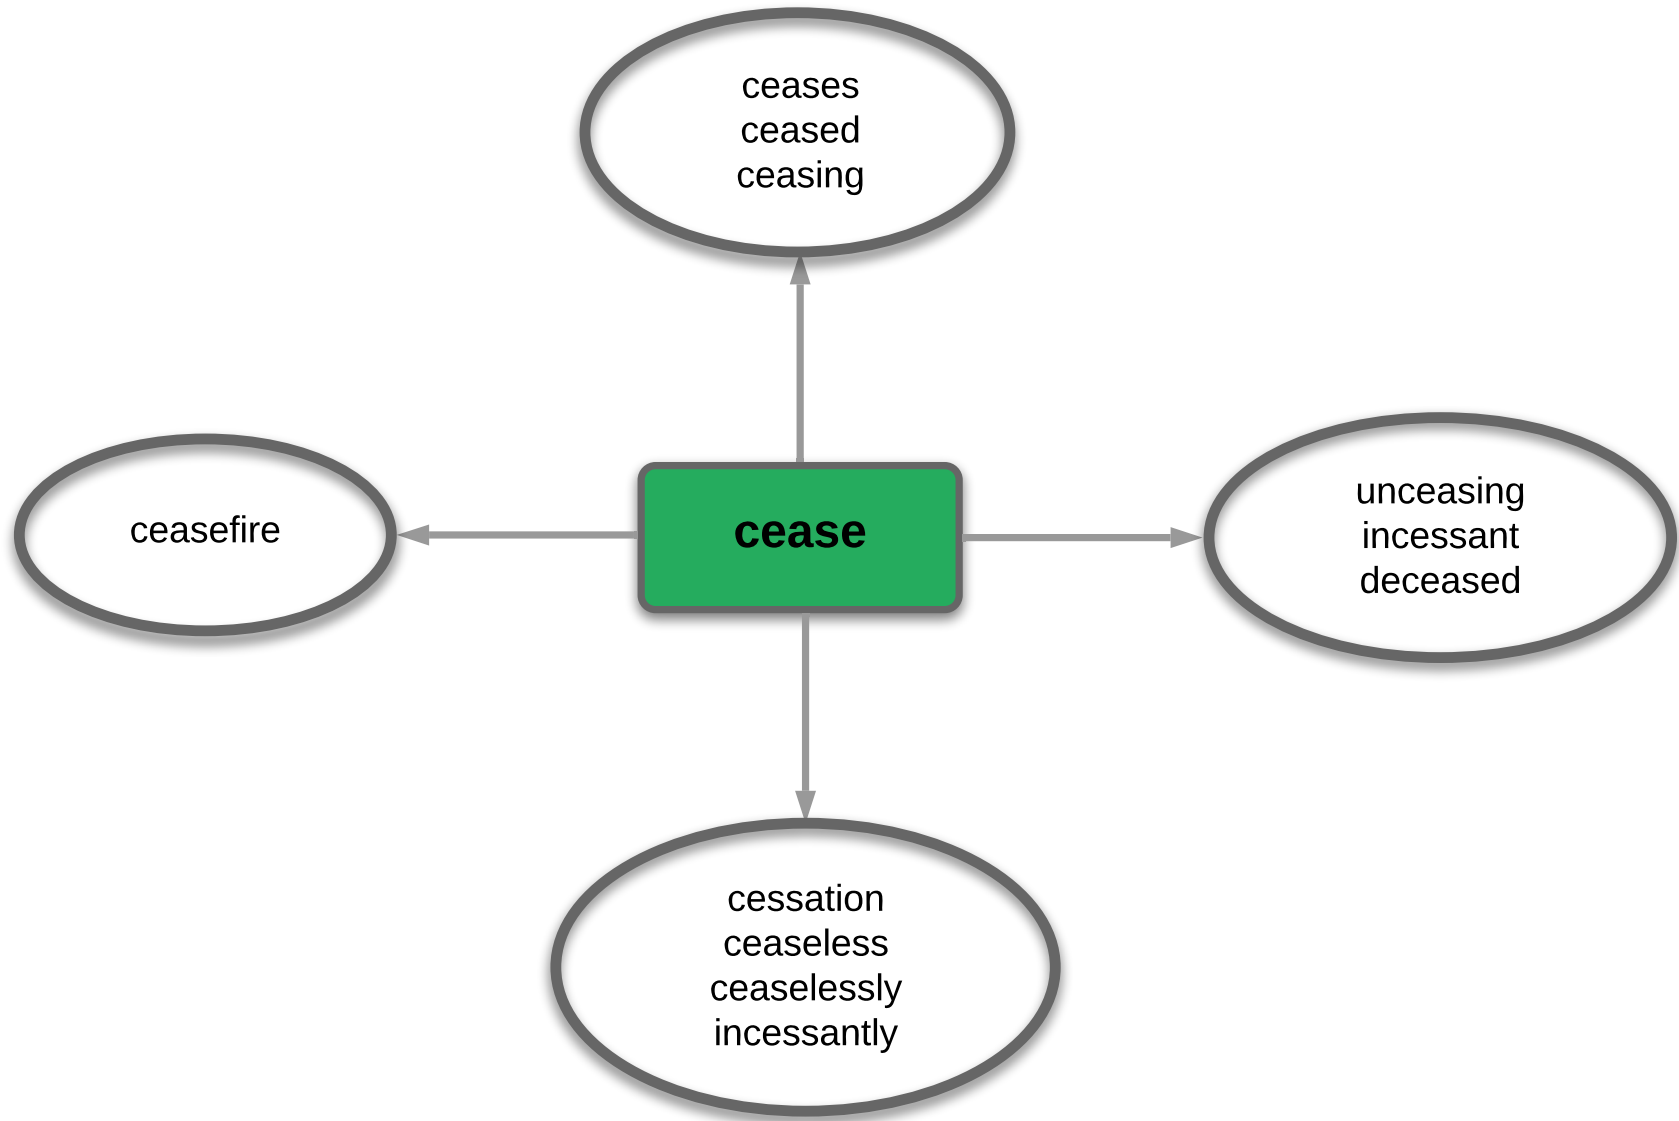 ceases
ceased
ceasing
ceasefire
cease
unceasing
incessant
deceased
cessation
ceaseless
ceaselessly
incessantly